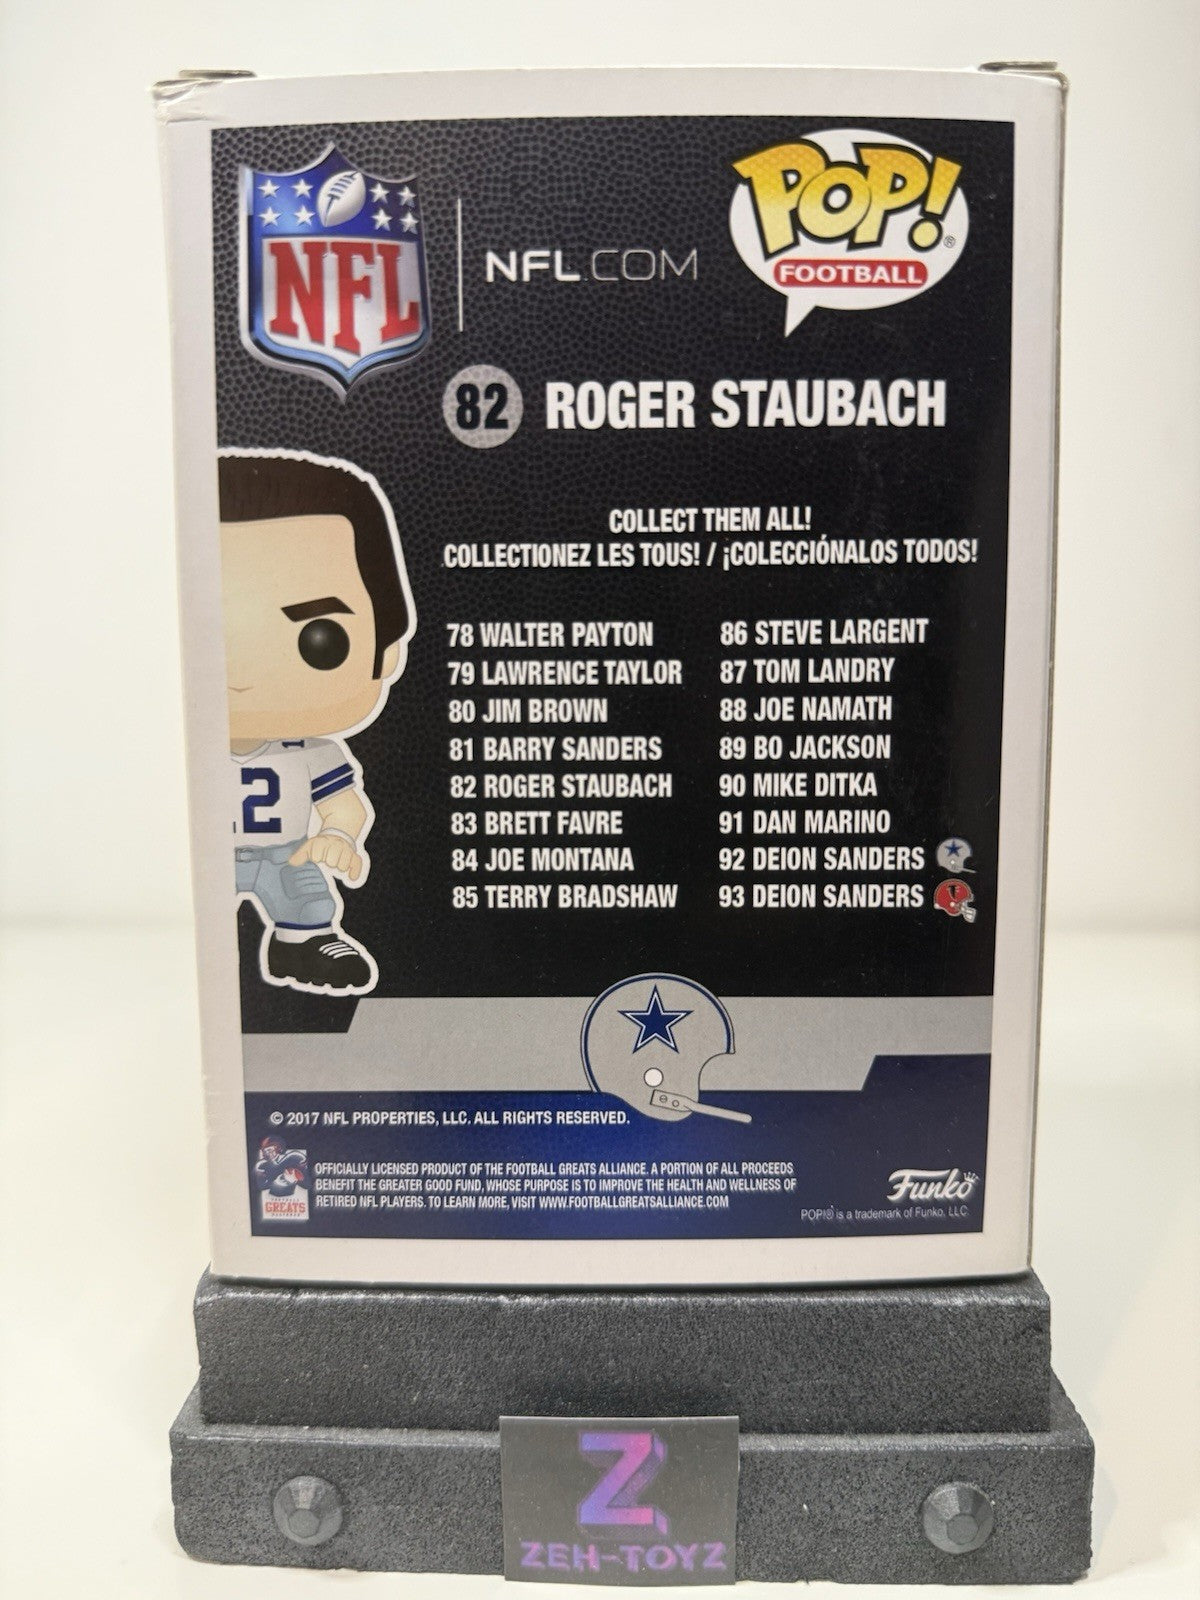 NFL
NFL.COM
POP!®
FOOTBALL
82 ROGER STAUBACH
COLLECT THEM ALL!
COLLECTIONEZ LES TOUS! / ¡COLECCIÓNALOS TODOS!
78 WALTER PAYTON
79 LAWRENCE TAYLOR
80 JIM BROWN
81 BARRY SANDERS
82 ROGER STAUBACH
83 BRETT FAVRE
84 JOE MONTANA
85 TERRY BRADSHAW
86 STEVE LARGENT
87 TOM LANDRY
88 JOE NAMATH
89 BO JACKSON
90 MIKE DITKA
91 DAN MARINO
92 DEION SANDERS
93 DEION SANDERS
1
12
© 2017 NFL PROPERTIES, LLC. ALL RIGHTS RESERVED.
OFFICIALLY LICENSED PRODUCT OF THE FOOTBALL GREATS ALLIANCE. A PORTION OF ALL PROCEEDS
BENEFIT THE GREATER GOOD FUND, WHOSE PURPOSE IS TO IMPROVE THE HEALTH AND WELLNESS OF
RETIRED NFL PLAYERS. TO LEARN MORE, VISIT WWW.FOOTBALLGREATSALLIANCE.COM
GREATS
Funko
POP!® is a trademark of Funko, LLC.
Z
ZEH-TOYZ